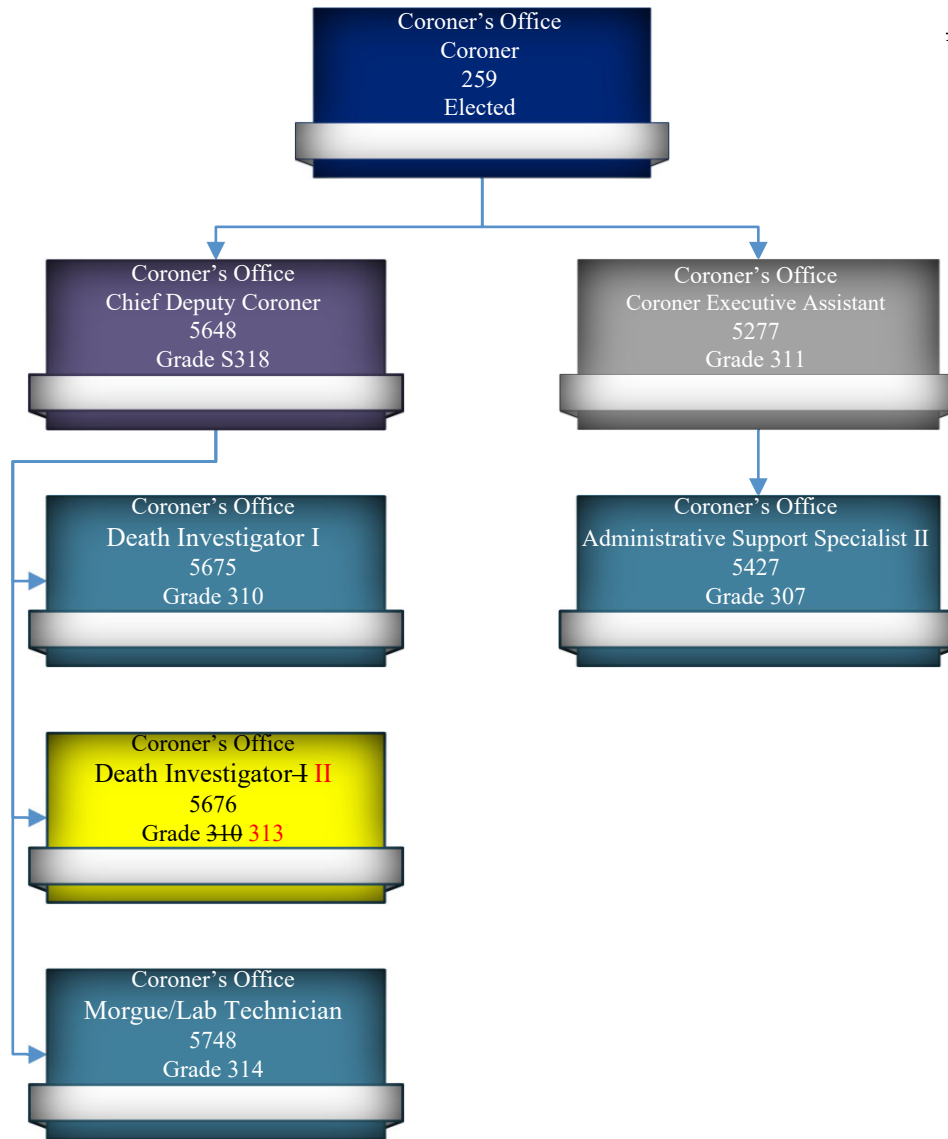 Coroner's Office
Coroner
259
Elected
Coroner's Office
Chief Deputy Coroner
5648
Grade S318
Coroner's Office
Coroner Executive Assistant
5277
Grade 311
Coroner's Office
Death Investigator I
5675
Grade 310
Coroner's Office
Administrative Support Specialist II
5427
Grade 307
Coroner's Office
Death Investigator I II
5676
Grade 310 313
Coroner's Office
Morgue/Lab Technician
5748
Grade 314